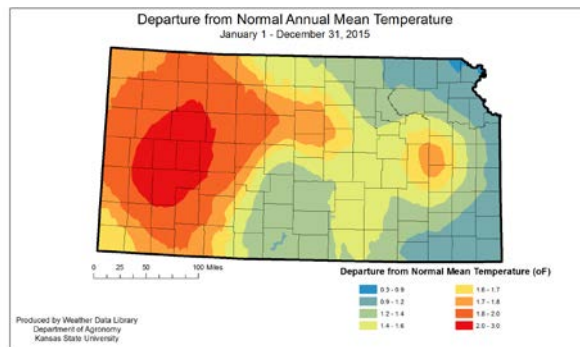 Departure from Normal Annual Mean Temperature
January 1 - December 31, 2015
0 25 50 100 Miles
Departure from Normal Mean Temperature (oF)
0.3 - 0.9
0.9 - 1.2
1.2 - 1.4
1.4 - 1.6
1.6 - 1.7
1.7 - 1.8
1.8 - 2.0
2.0 - 3.0
Produced by Weather Data Library
Department of Agronomy
Kansas State University